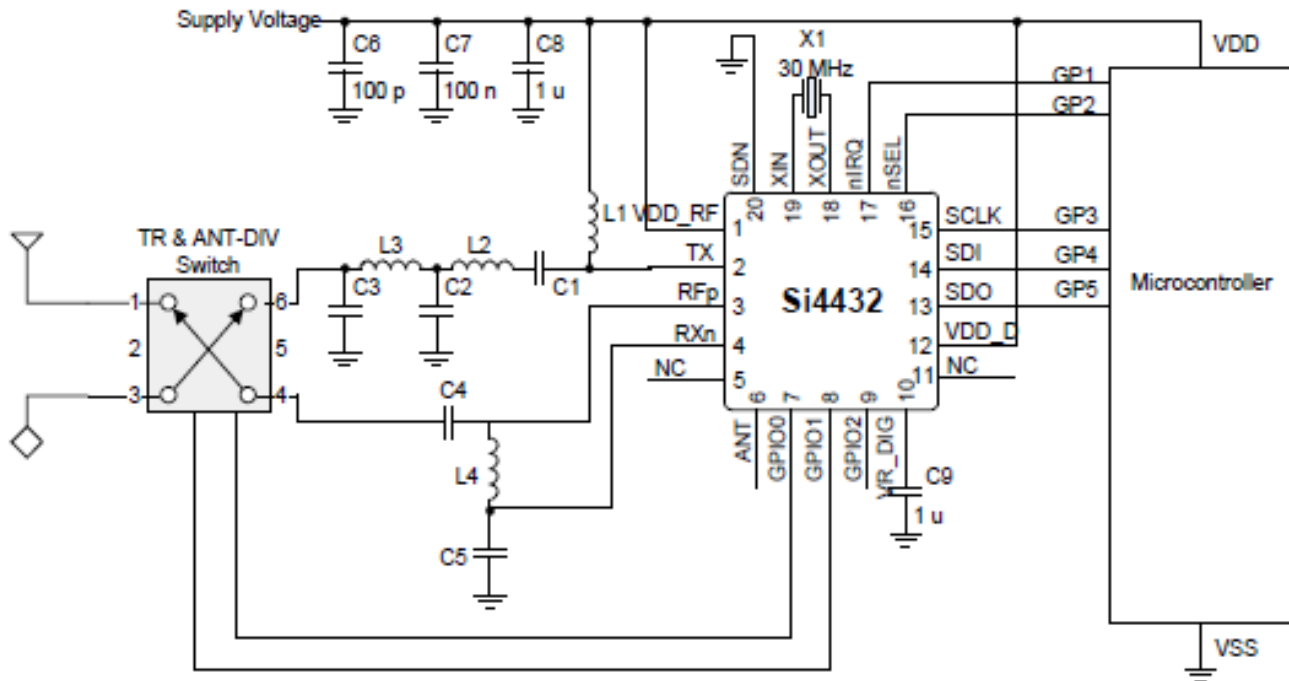 Supply Voltage
C6
C7
C8
100 p
100 n
1 u
X1
30 MHz
VDD
GP1
GP2
SDN
XIN
XOUT
nIRQ
nSEL
20
19
18
17
16
L1
VDD_RF
1
15
SCLK
GP3
TR & ANT-DIV
Switch
L3
L2
TX
2
14
SDI
GP4
C3
C2
C1
RFp
3
Si4432
13
SDO
GP5
Microcontroller
1
6
2
5
3
4
RXn
4
12
VDD_D
NC
5
11
NC
C4
6
7
8
9
10
ANT
GPIO0
GPIO1
GPIO2
VR_DIG
L4
C9
1 u
C5
VSS